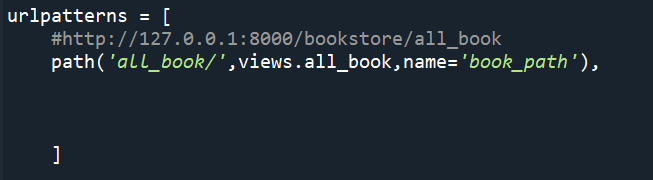 urlpatterns = [
#http://127.0.0.1:8000/bookstore/all_book
path('all_book/',views.all_book,name='book_path'),
]